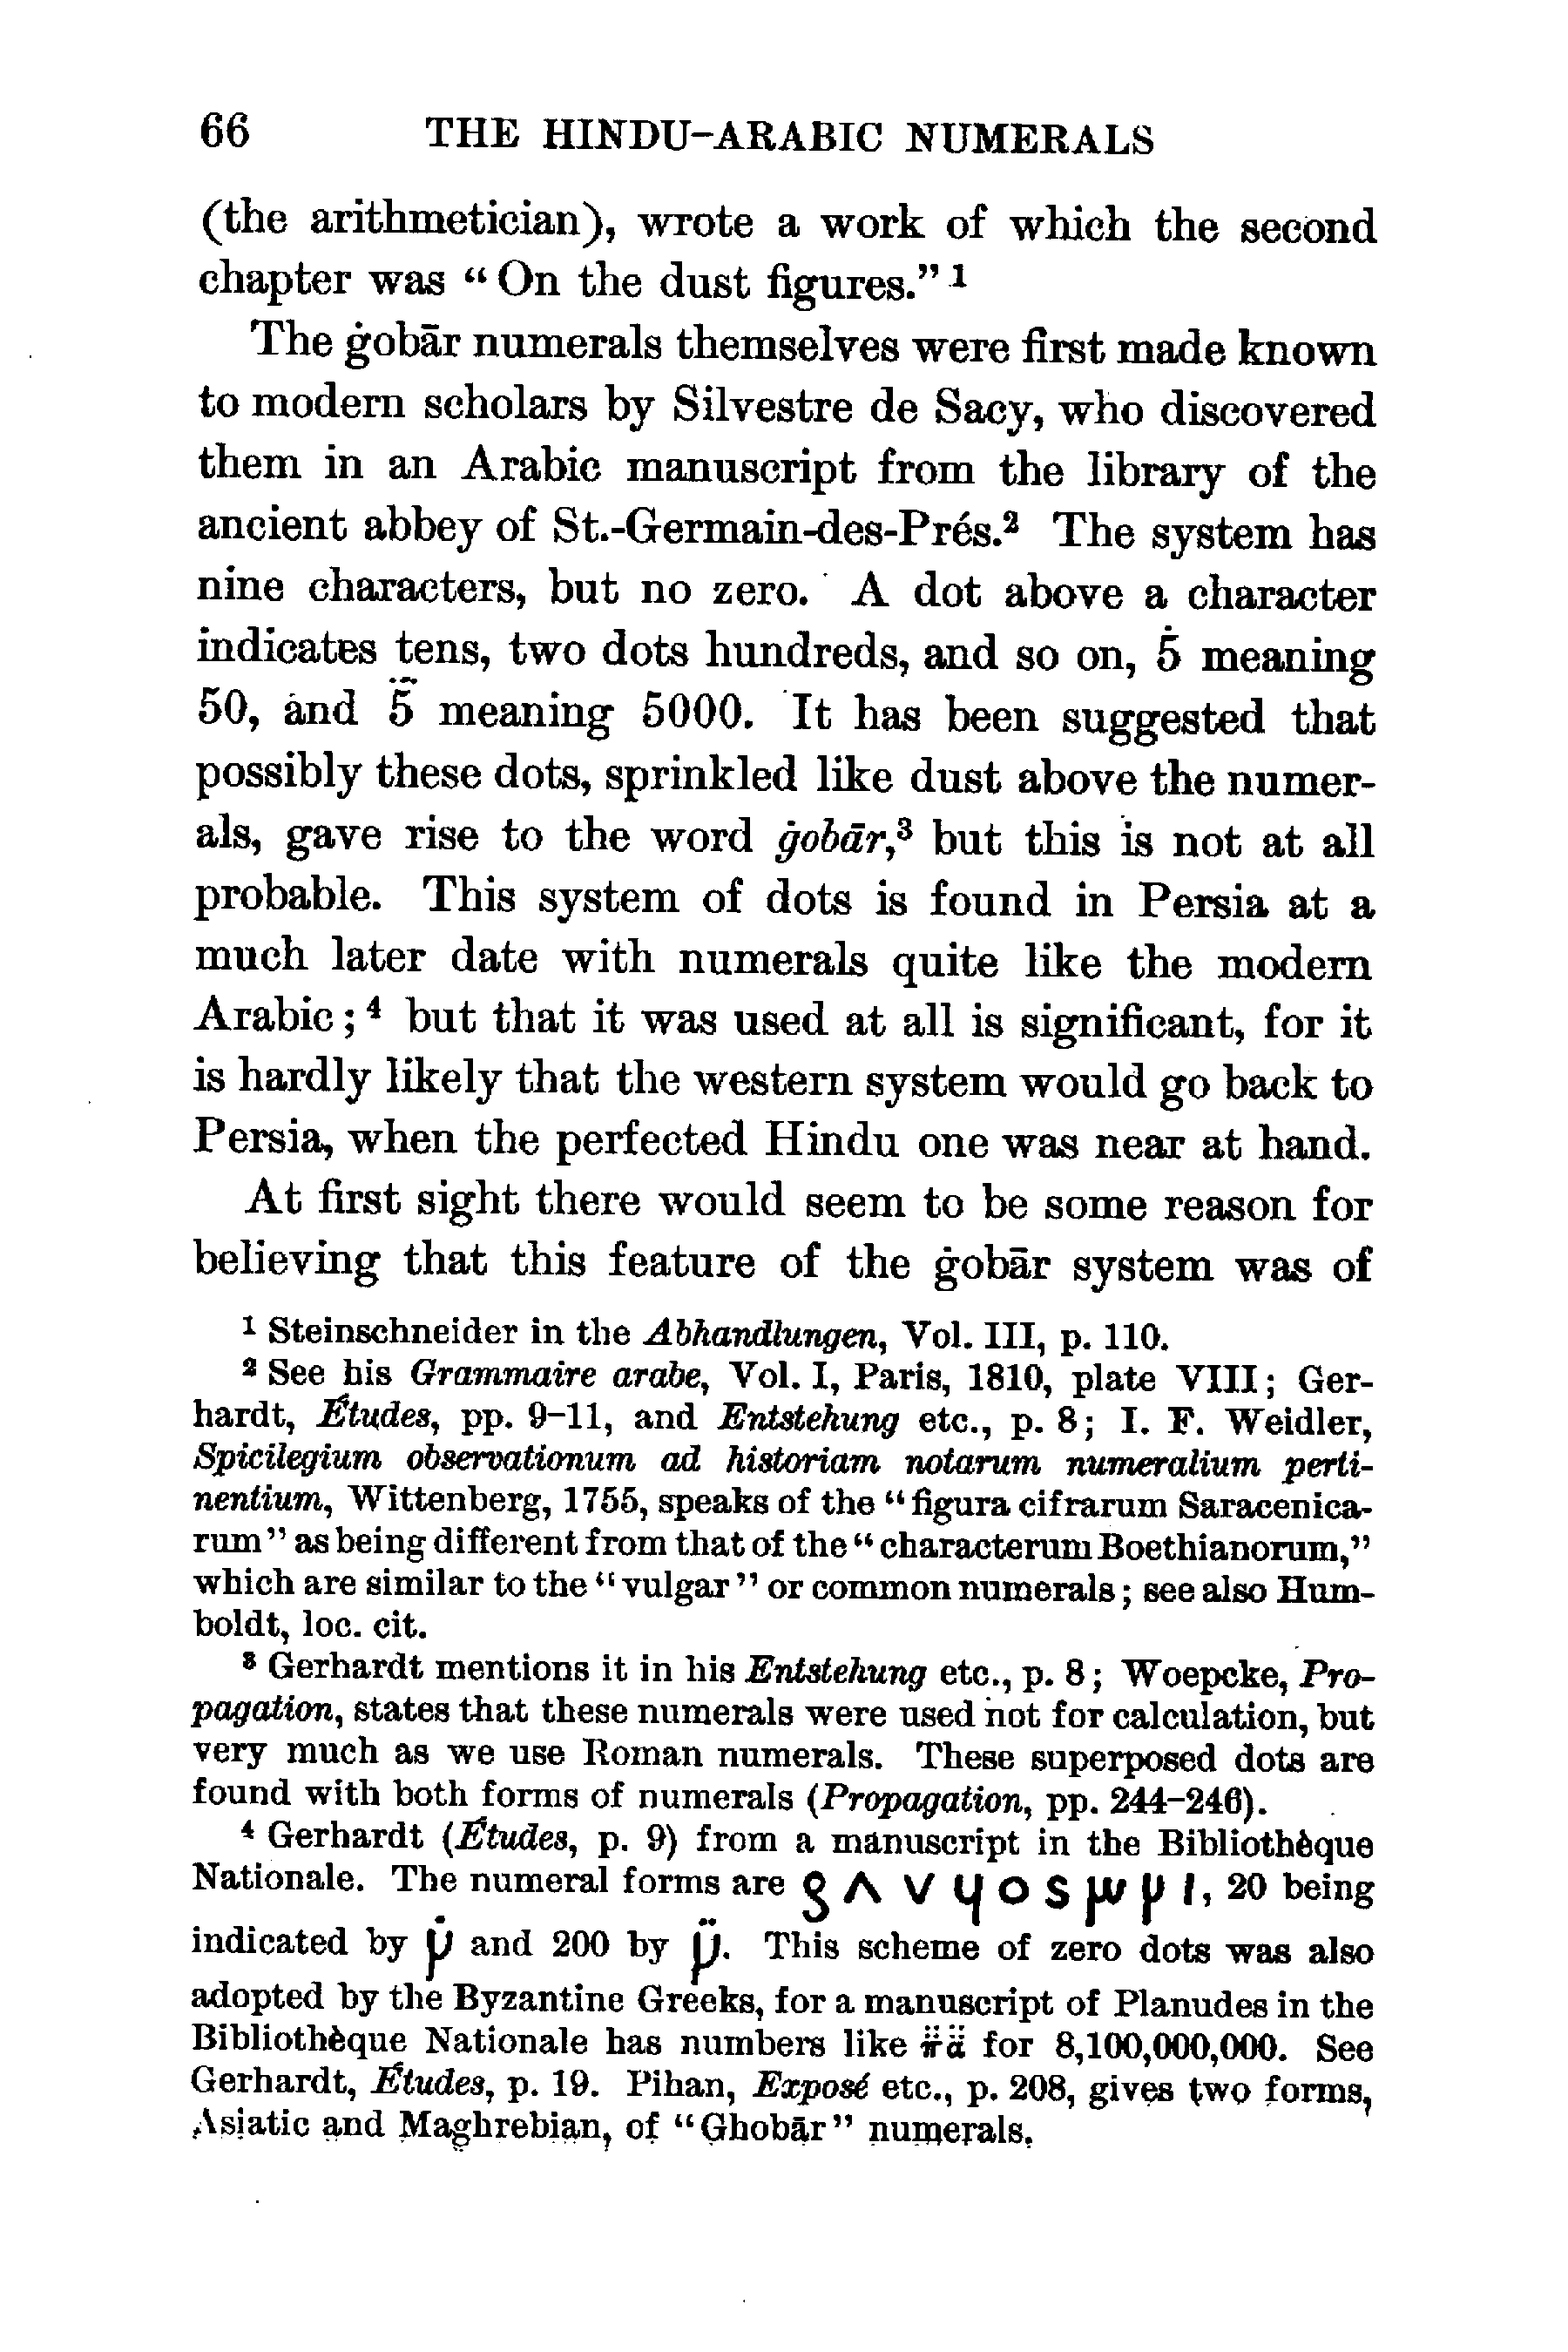 66 THE HINDU-ARABIC NUMERALS
(the arithmetician), wrote a work of which the second
chapter was “On the dust figures.” ¹
The ġobār numerals themselves were first made known
to modern scholars by Silvestre de Sacy, who discovered
them in an Arabic manuscript from the library of the
ancient abbey of St.-Germain-des-Prés.² The system has
nine characters, but no zero. A dot above a character
indicates tens, two dots hundreds, and so on, 5̇ meaning
50, and 5⃛ meaning 5000. It has been suggested that
possibly these dots, sprinkled like dust above the numer-
als, gave rise to the word ġobār,³ but this is not at all
probable. This system of dots is found in Persia at a
much later date with numerals quite like the modern
Arabic; ⁴ but that it was used at all is significant, for it
is hardly likely that the western system would go back to
Persia, when the perfected Hindu one was near at hand.
At first sight there would seem to be some reason for
believing that this feature of the ġobār system was of
¹ Steinschneider in the Abhandlungen, Vol. III, p. 110.
² See his Grammaire arabe, Vol. I, Paris, 1810, plate VIII; Ger-
hardt, Études, pp. 9–11, and Entstehung etc., p. 8; I. F. Weidler,
Spicilegium observationum ad historiam notarum numeralium perti-
nentium, Wittenberg, 1755, speaks of the “figura cifrarum Saracenica-
rum” as being different from that of the “characterum Boethianorum,”
which are similar to the “vulgar” or common numerals; see also Hum-
boldt, loc. cit.
³ Gerhardt mentions it in his Entstehung etc., p. 8; Woepcke, Pro-
pagation, states that these numerals were used not for calculation, but
very much as we use Roman numerals. These superposed dots are
found with both forms of numerals (Propagation, pp. 244–246).
⁴ Gerhardt (Études, p. 9) from a manuscript in the Bibliothèque
Nationale. The numeral forms are , 20 being
indicated by and 200 by . This scheme of zero dots was also
adopted by the Byzantine Greeks, for a manuscript of Planudes in the
Bibliothèque Nationale has numbers like for 8,100,000,000. See
Gerhardt, Études, p. 19. Pihan, Exposé etc., p. 208, gives two forms,
Asiatic and Maghrebian, of “Ghobār” numerals.